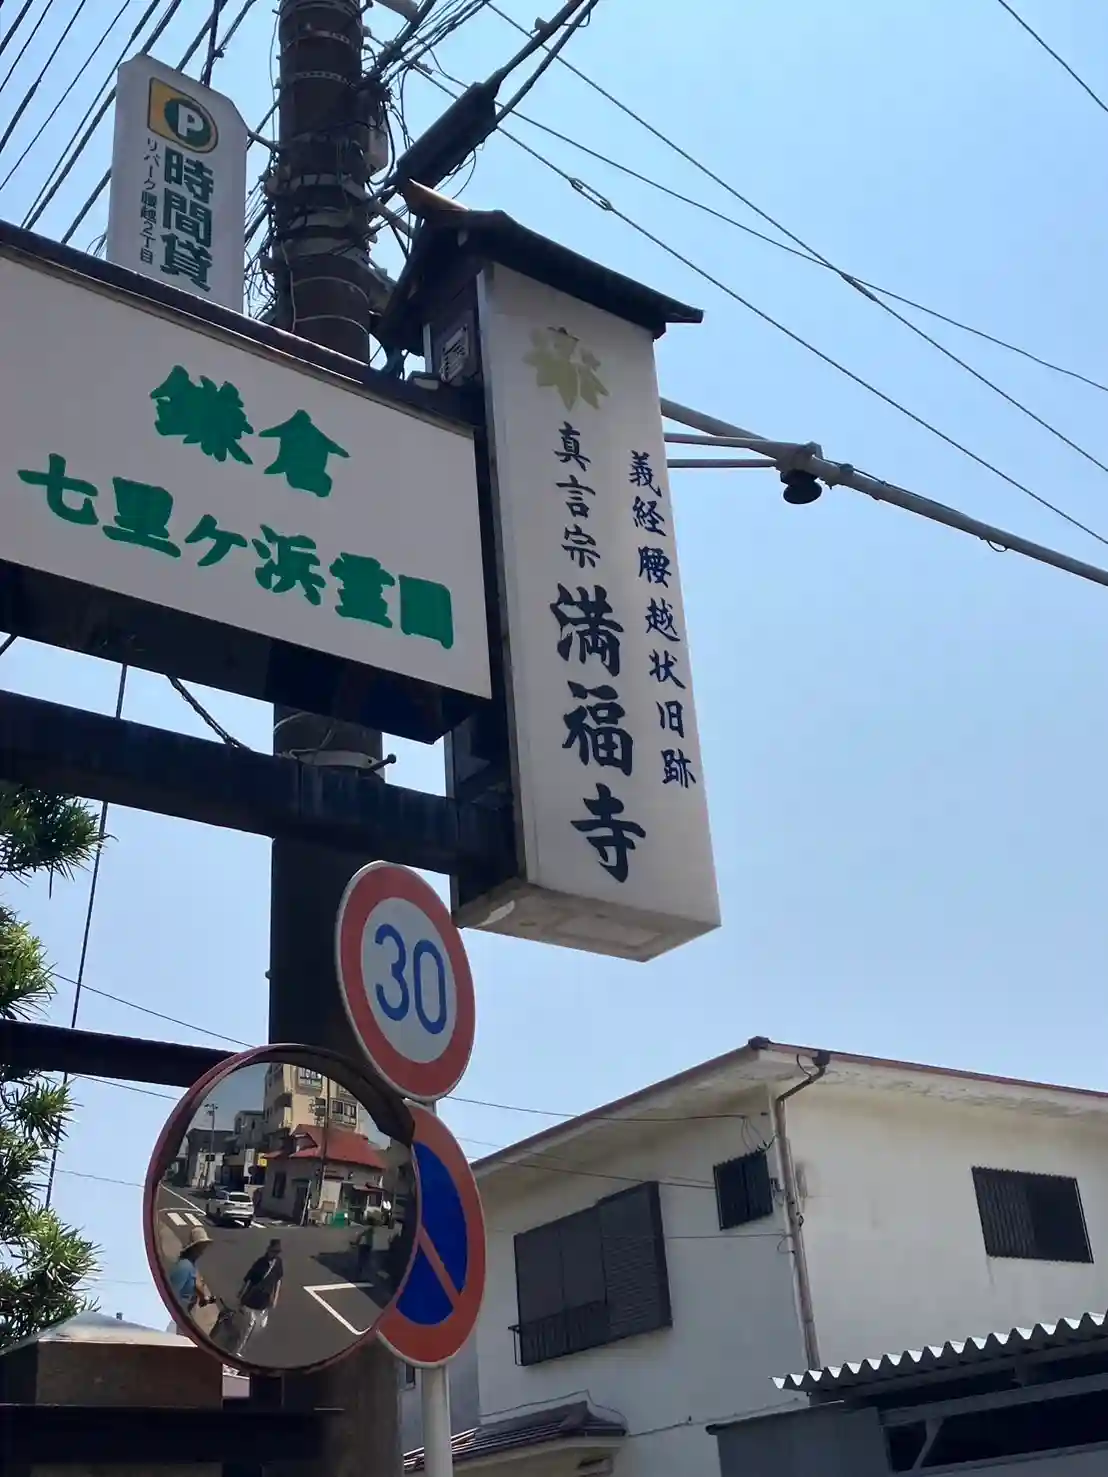 P
時間貸
リパーク腰越2丁目
鎌倉
七里ケ浜霊園
義経腰越状旧跡
真言宗 満福寺
30